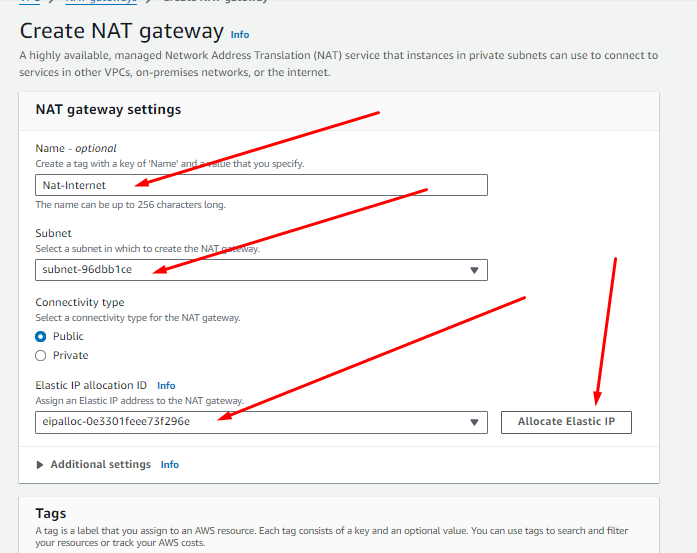 Create NAT gateway Info
A highly available, managed Network Address Translation (NAT) service that instances in private subnets can use to connect to
services in other VPCs, on-premises networks, or the internet.
NAT gateway settings
Name - optional
Create a tag with a key of 'Name' and a value that you specify.
Nat-Internet
The name can be up to 256 characters long.
Subnet
Select a subnet in which to create the NAT gateway.
subnet-96dbb1ce
Connectivity type
Select a connectivity type for the NAT gateway.
Public
Private
Elastic IP allocation ID Info
Assign an Elastic IP address to the NAT gateway.
eipalloc-0e3301feee73f296e
Allocate Elastic IP
Additional settings Info
Tags
A tag is a label that you assign to an AWS resource. Each tag consists of a key and an optional value. You can use tags to search and filter
your resources or track your AWS costs.